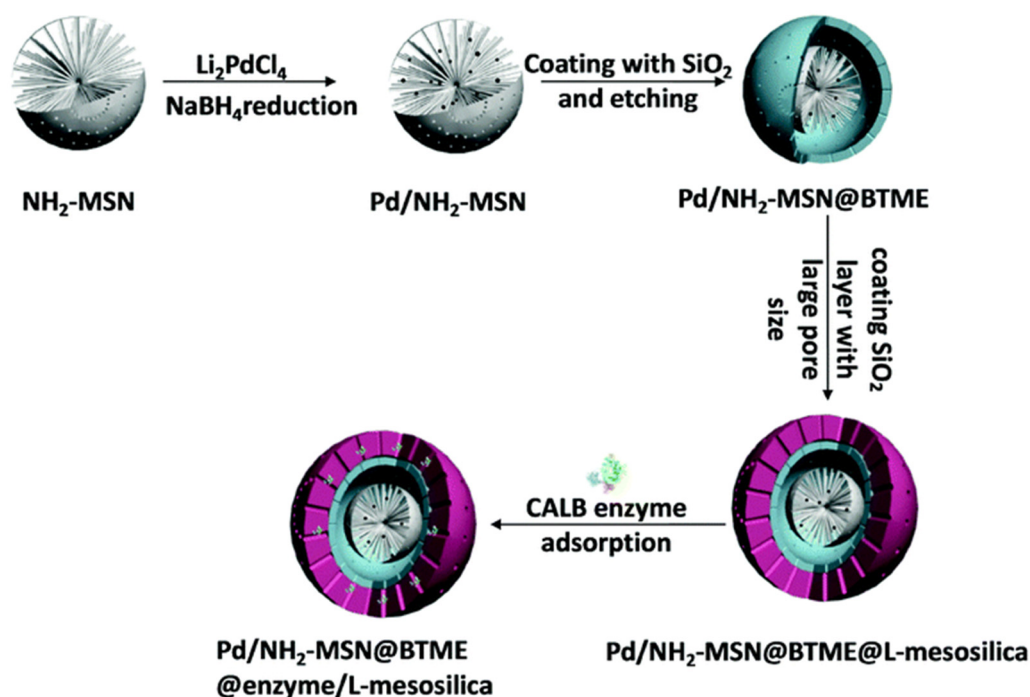 Li₂PdCl₄
NaBH₄reduction
Coating with SiO₂
and etching
NH₂-MSN
Pd/NH₂-MSN
Pd/NH₂-MSN@BTME
coating SiO₂
layer with
large pore
size
CALB enzyme
adsorption
Pd/NH₂-MSN@BTME
@enzyme/L-mesosilica
Pd/NH₂-MSN@BTME@L-mesosilica